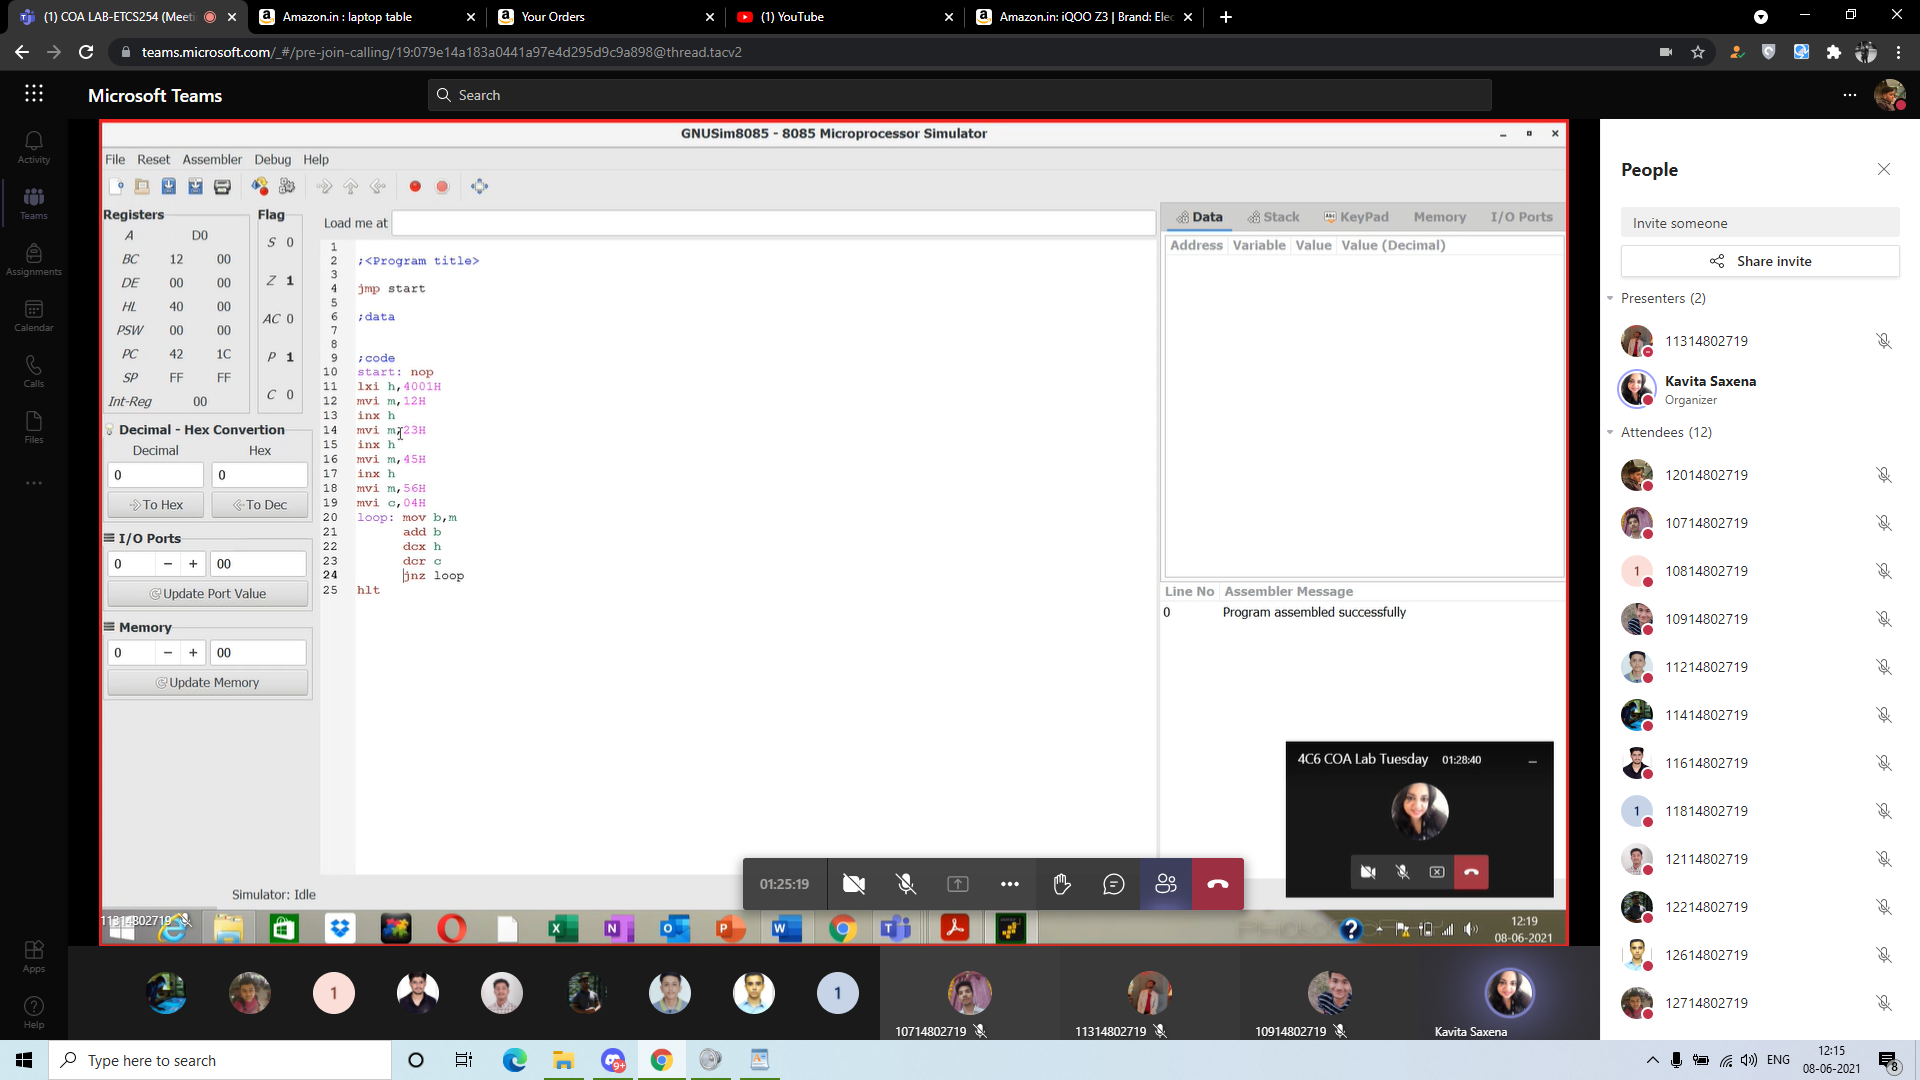 (1) COA LAB-ETCS254 (Meeti
Amazon.in : laptop table
Your Orders
(1) YouTube
Amazon.in: iQOO Z3 | Brand: Elec
teams.microsoft.com/_#/pre-join-calling/19:079e14a183a0441a97e4d295d9c9a898@thread.tacv2
Microsoft Teams
Search
Activity
Teams
Assignments
Calendar
Calls
Files
Apps
Help
GNUSim8085 - 8085 Microprocessor Simulator
File Reset Assembler Debug Help
Registers
A D0
BC 12 00
DE 00 00
HL 40 00
PSW 00 00
PC 42 1C
SP FF FF
Int-Reg 00
Flag
S 0
Z 1
AC 0
P 1
C 0
Decimal - Hex Convertion
Decimal Hex
0 0
To Hex To Dec
I/O Ports
0 - + 00
Update Port Value
Memory
0 - + 00
Update Memory
Load me at
1
2 ;<Program title>
3
4 jmp start
5
6 ;data
7
8
9 ;code
10 start: nop
11 lxi h,4001H
12 mvi m,12H
13 inx h
14 mvi m,23H
15 inx h
16 mvi m,45H
17 inx h
18 mvi m,56H
19 mvi c,04H
20 loop: mov b,m
21 add b
22 dcx h
23 dcr c
24 jnz loop
25 hlt
Data Stack KeyPad Memory I/O Ports
Address Variable Value Value (Decimal)
Line No Assembler Message
0 Program assembled successfully
4C6 COA Lab Tuesday 01:28:40
01:25:19
Simulator: Idle
11314802719
12:19
08-06-2021
People
Invite someone
Share invite
Presenters (2)
11314802719
Kavita Saxena
Organizer
Attendees (12)
12014802719
10714802719
1 10814802719
10914802719
11214802719
11414802719
11614802719
1 11814802719
12114802719
12214802719
12614802719
12714802719
1
1
10714802719
11314802719
10914802719
Kavita Saxena
Type here to search
9+
ENG
12:15
08-06-2021
8